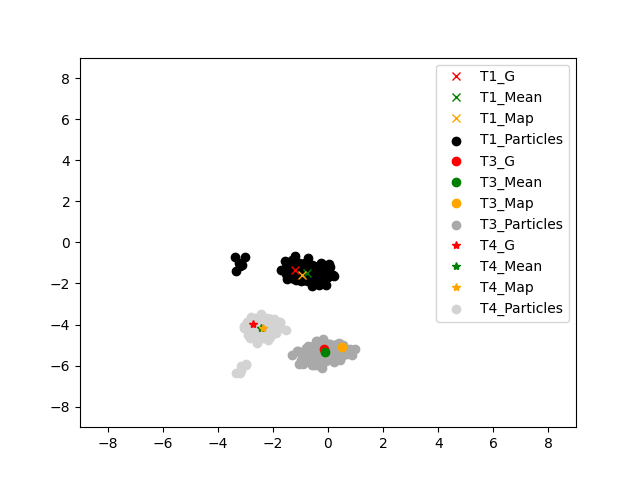 8
6
4
2
0
−2
−4
−6
−8
−8 −6 −4 −2 0 2 4 6 8
T1_G
T1_Mean
T1_Map
T1_Particles
T3_G
T3_Mean
T3_Map
T3_Particles
T4_G
T4_Mean
T4_Map
T4_Particles